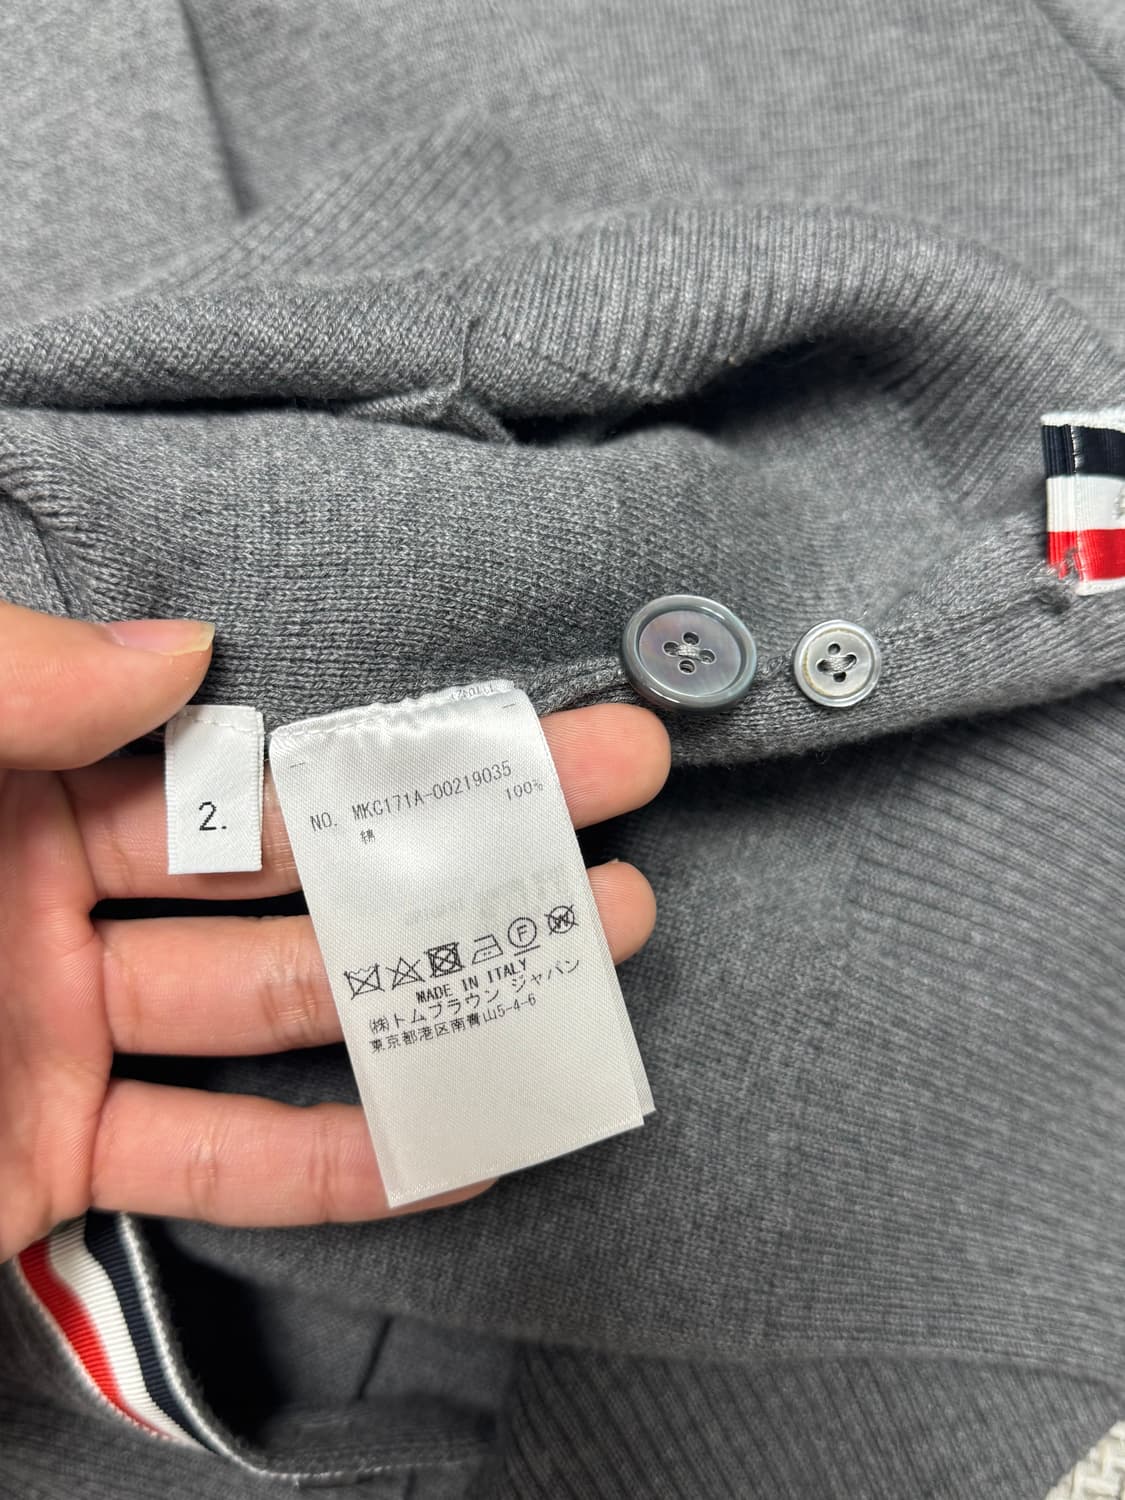 2.
NO. MKC171A-00219035
綿 100%
F W
MADE IN ITALY
㈱トムブラウン ジャパン
東京都港区南青山5-4-6